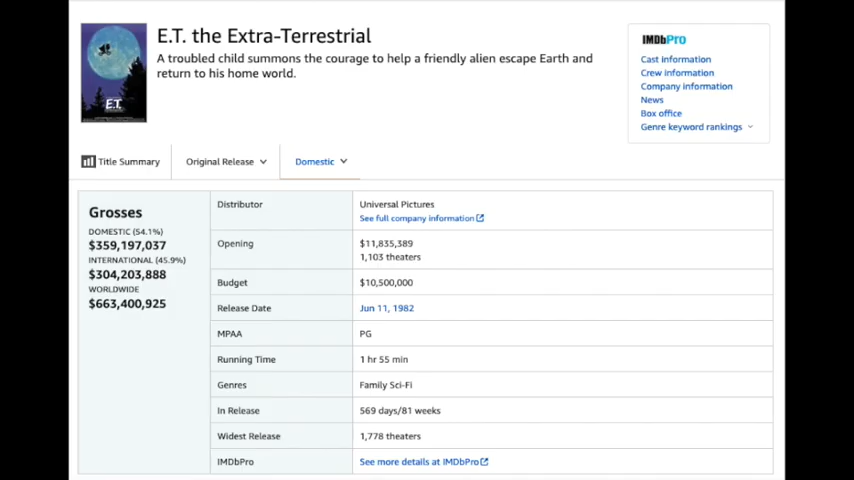 E.T. the Extra-Terrestrial
A troubled child summons the courage to help a friendly alien escape Earth and
return to his home world.
E.T.
IMDbPro
Cast information
Crew information
Company information
News
Box office
Genre keyword rankings
Title Summary
Original Release
Domestic
Grosses
DOMESTIC (54.1%)
$359,197,037
INTERNATIONAL (45.9%)
$304,203,888
WORLDWIDE
$663,400,925
Distributor
Universal Pictures
See full company information
Opening
$11,835,389
1,103 theaters
Budget
$10,500,000
Release Date
Jun 11, 1982
MPAA
PG
Running Time
1 hr 55 min
Genres
Family Sci-Fi
In Release
569 days/81 weeks
Widest Release
1,778 theaters
IMDbPro
See more details at IMDbPro